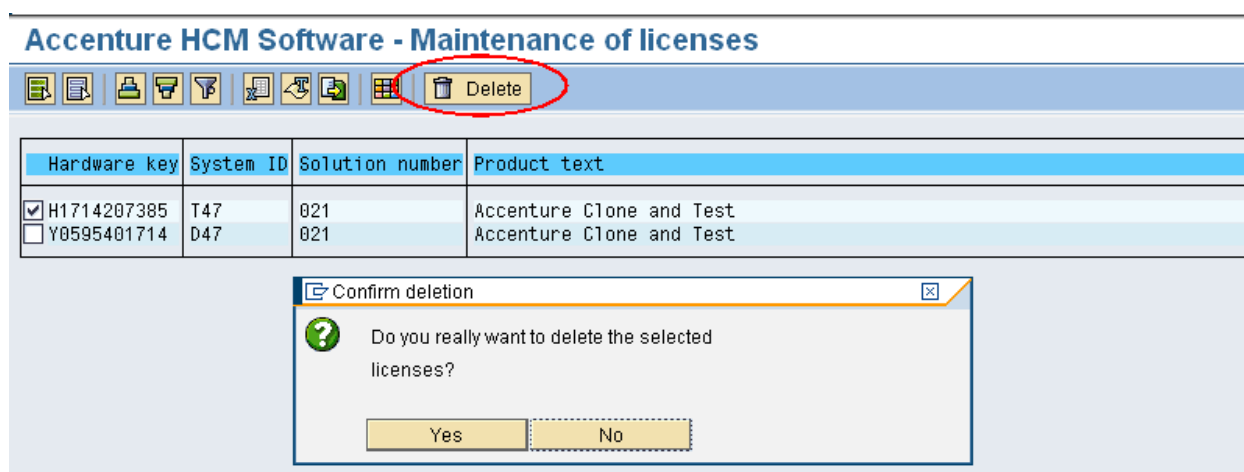 Accenture HCM Software - Maintenance of licenses
Delete
Hardware key System ID Solution number Product text
H1714207385 T47 021 Accenture Clone and Test
Y0595401714 D47 021 Accenture Clone and Test
Confirm deletion
Do you really want to delete the selected
licenses?
Yes No